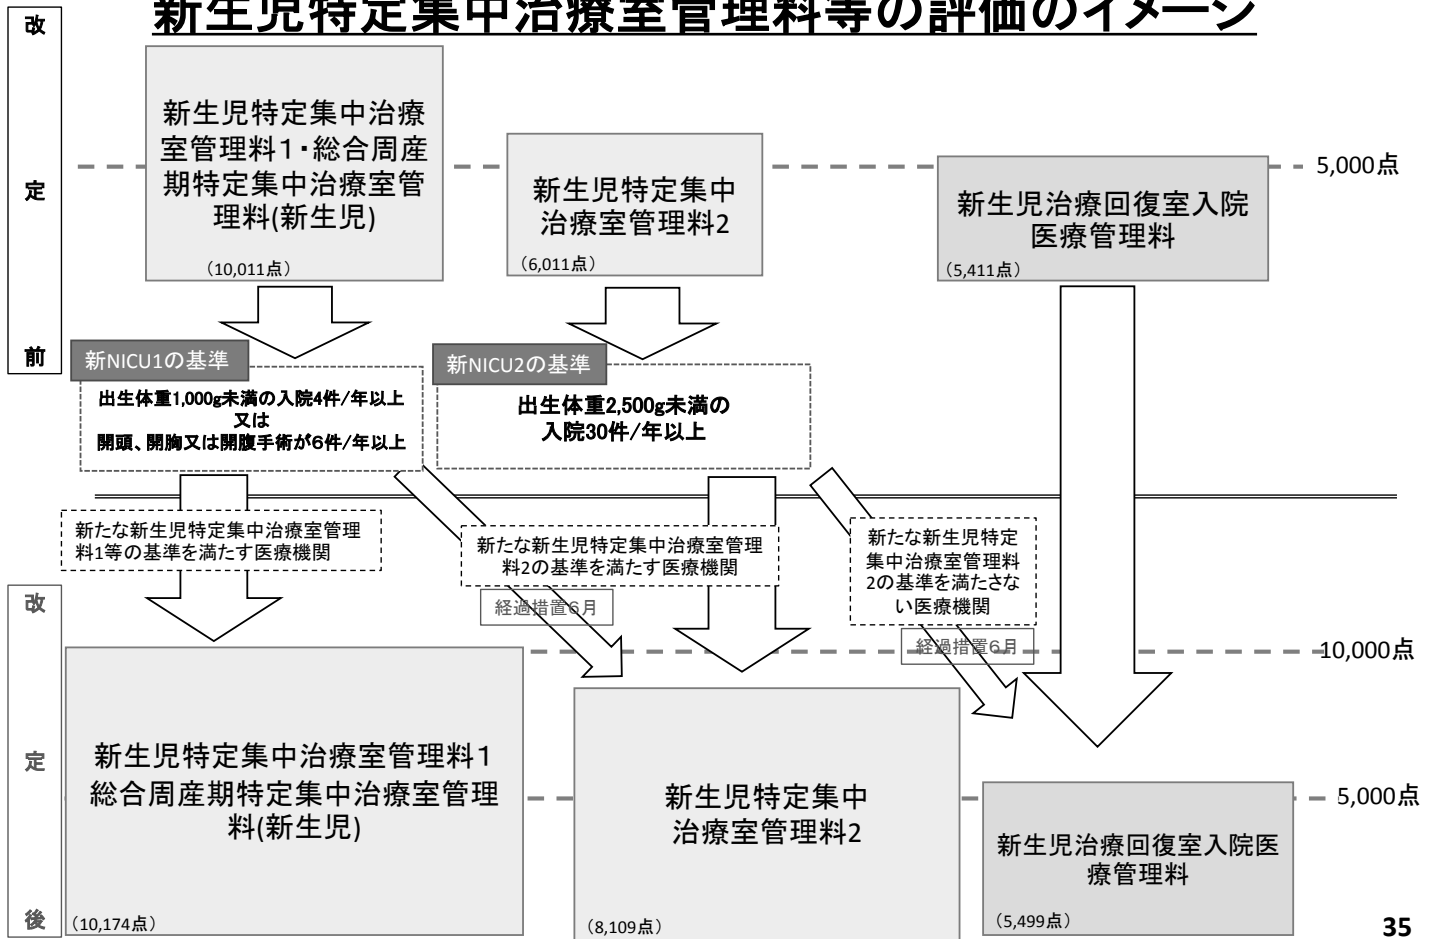 新生児特定集中治療室管理料等の評価のイメージ
改
定
前
新生児特定集中治療
室管理料１・総合周産
期特定集中治療室管
理料(新生児)
（10,011点）
新生児特定集中
治療室管理料2
（6,011点）
新生児治療回復室入院
医療管理料
（5,411点）
5,000点
新NICU1の基準
出生体重1,000g未満の入院4件/年以上
又は
開頭、開胸又は開腹手術が６件/年以上
新NICU2の基準
出生体重2,500g未満の
入院30件/年以上
新たな新生児特定集中治療室管理
料1等の基準を満たす医療機関
新たな新生児特定集中治療室管理
料2の基準を満たす医療機関
経過措置６月
新たな新生児特定
集中治療室管理料
2の基準を満たさな
い医療機関
経過措置６月
改
定
後
10,000点
新生児特定集中治療室管理料１
総合周産期特定集中治療室管理
料(新生児)
（10,174点）
新生児特定集中
治療室管理料2
（8,109点）
5,000点
新生児治療回復室入院医
療管理料
（5,499点）
35